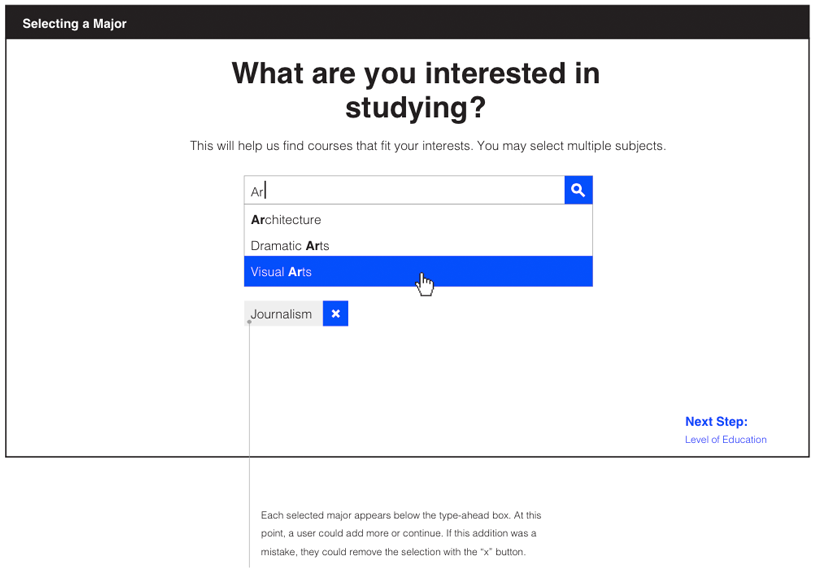 Selecting a Major
What are you interested in
studying?
This will help us find courses that fit your interests. You may select multiple subjects.
Ar
Architecture
Dramatic Arts
Visual Arts
Journalism
Next Step:
Level of Education
Each selected major appears below the type-ahead box. At this
point, a user could add more or continue. If this addition was a
mistake, they could remove the selection with the “x” button.